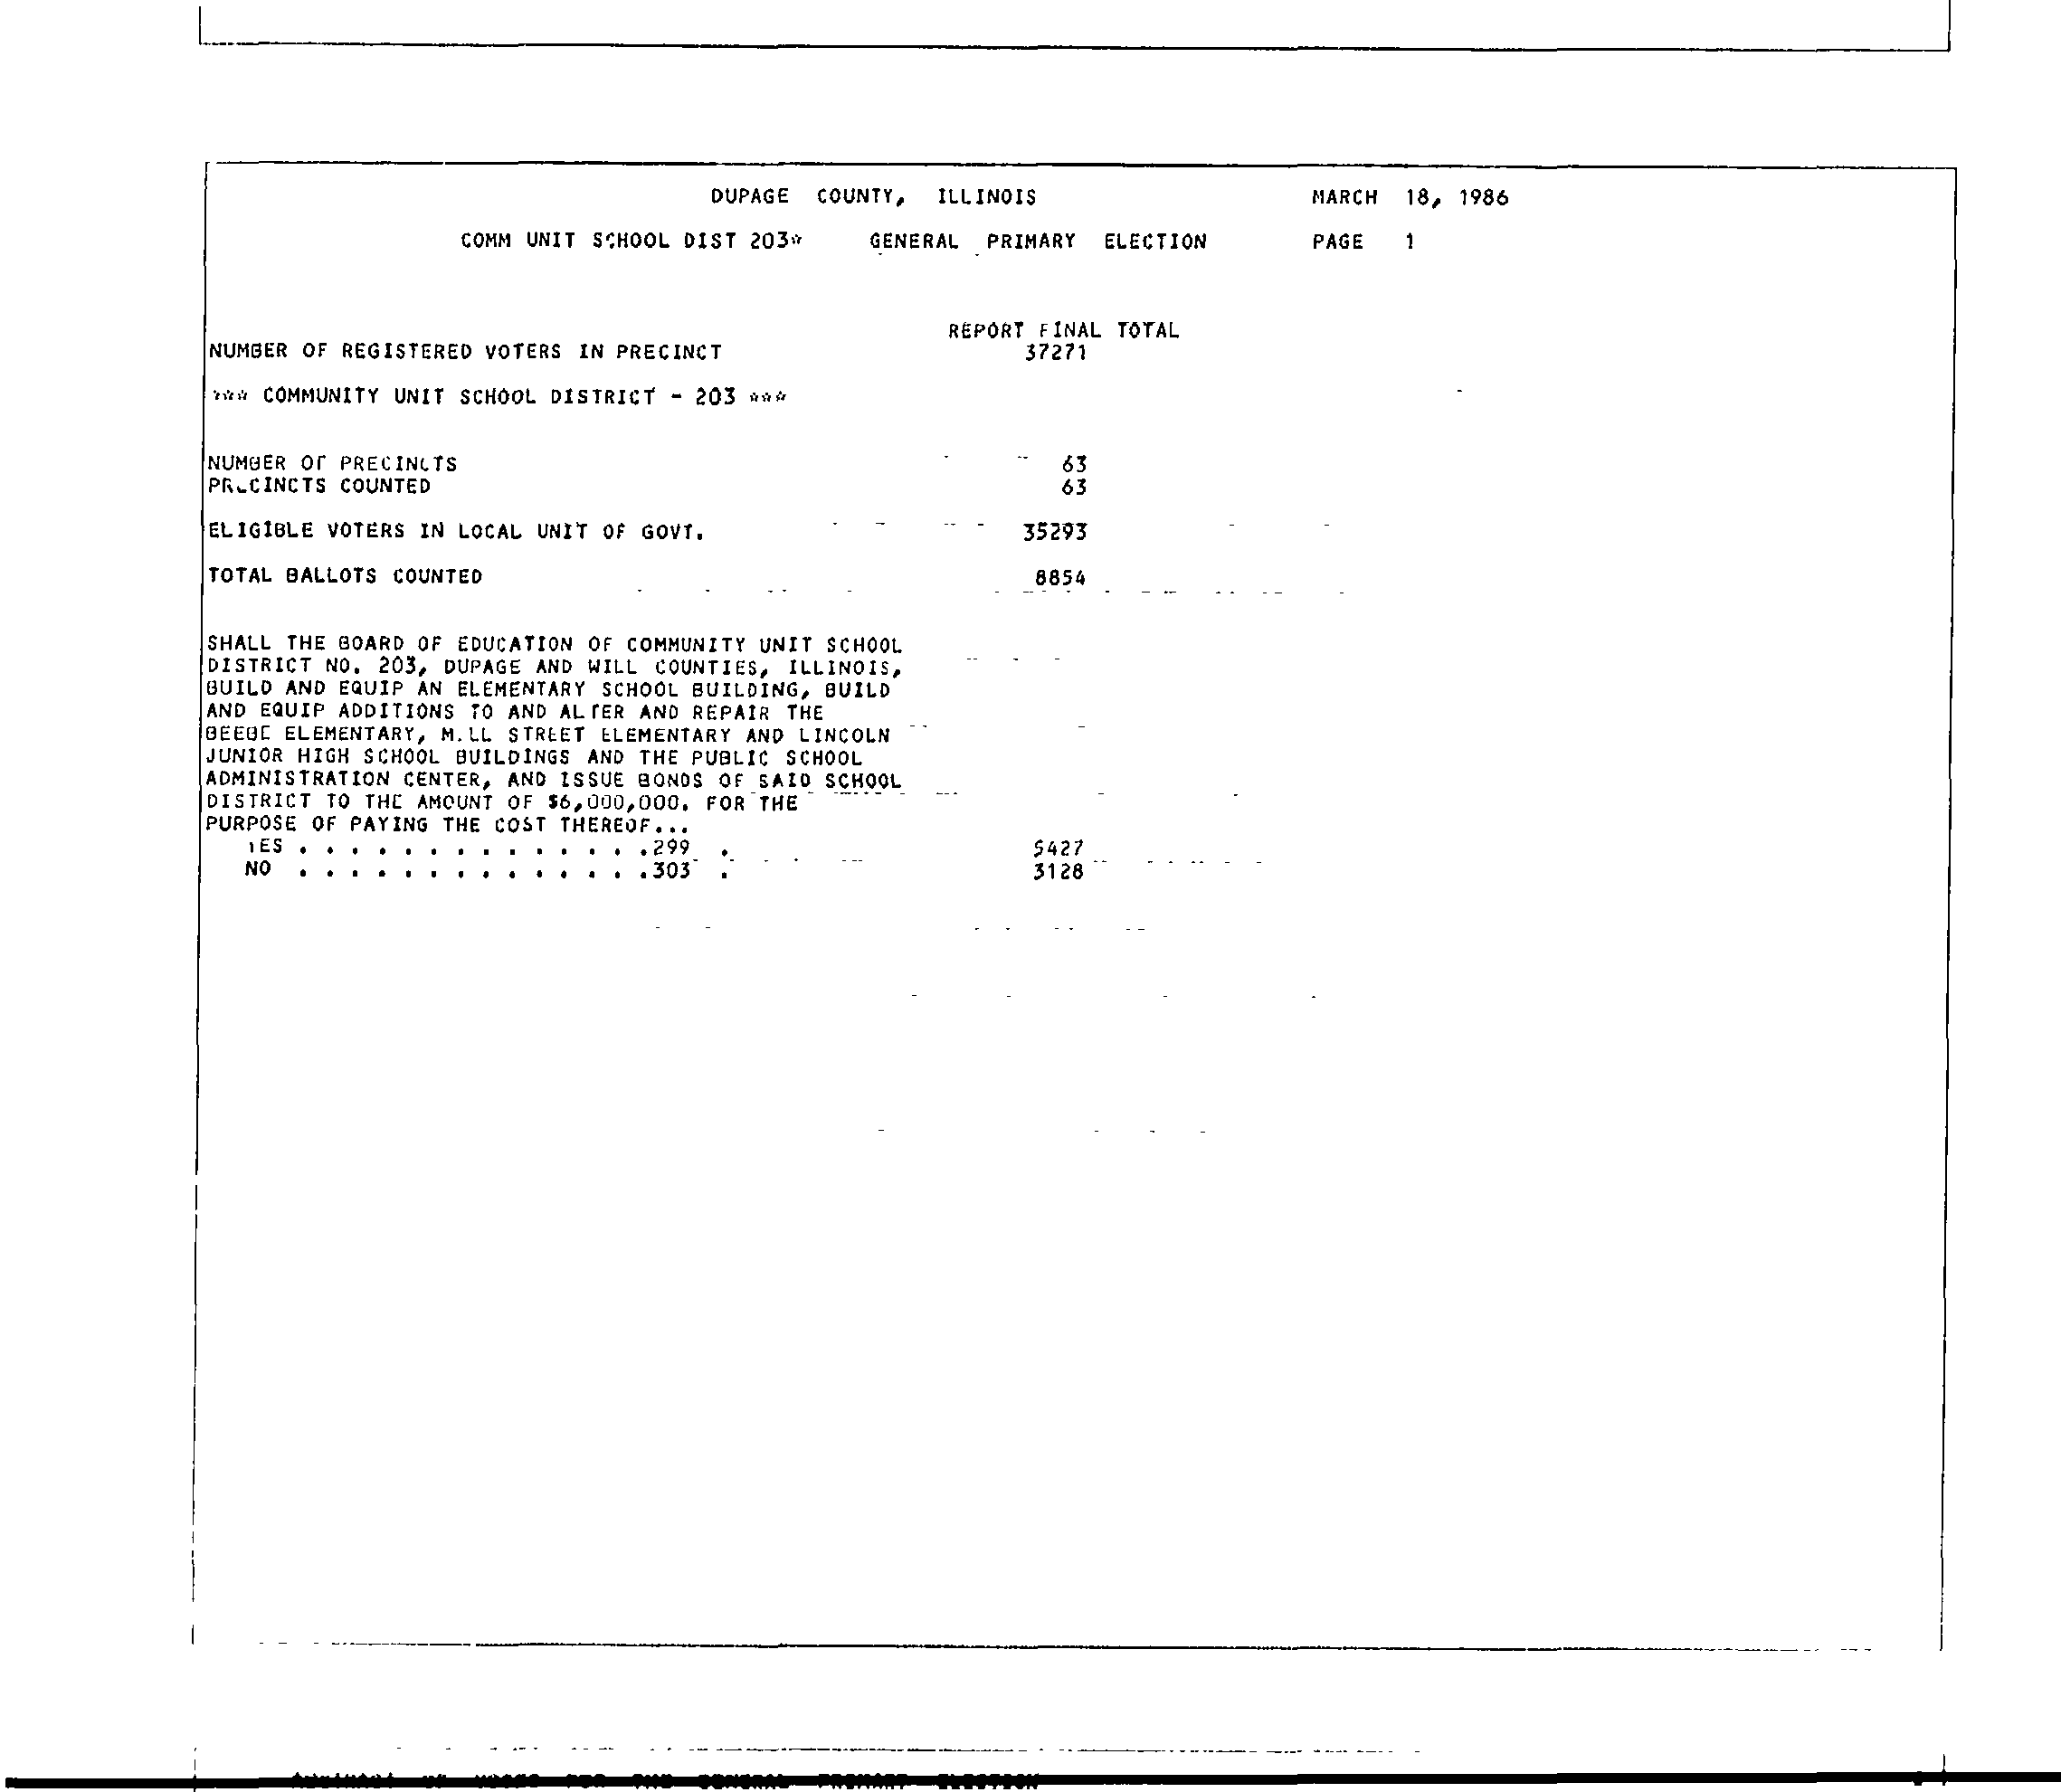 DUPAGE COUNTY, ILLINOIS MARCH 18, 1986
COMM UNIT SCHOOL DIST 203* GENERAL PRIMARY ELECTION PAGE 1
REPORT FINAL TOTAL
NUMBER OF REGISTERED VOTERS IN PRECINCT 37271
*** COMMUNITY UNIT SCHOOL DISTRICT - 203 ***
NUMBER OF PRECINCTS 63
PRECINCTS COUNTED 63
ELIGIBLE VOTERS IN LOCAL UNIT OF GOVT. 35293
TOTAL BALLOTS COUNTED 8854
SHALL THE BOARD OF EDUCATION OF COMMUNITY UNIT SCHOOL
DISTRICT NO. 203, DUPAGE AND WILL COUNTIES, ILLINOIS,
BUILD AND EQUIP AN ELEMENTARY SCHOOL BUILDING, BUILD
AND EQUIP ADDITIONS TO AND ALTER AND REPAIR THE
BEEBE ELEMENTARY, MILL STREET ELEMENTARY AND LINCOLN
JUNIOR HIGH SCHOOL BUILDINGS AND THE PUBLIC SCHOOL
ADMINISTRATION CENTER, AND ISSUE BONDS OF SAID SCHOOL
DISTRICT TO THE AMOUNT OF $6,000,000. FOR THE
PURPOSE OF PAYING THE COST THEREOF...
YES . . . . . . . . . . . . . .299 . 5427
NO . . . . . . . . . . . . . .303 . 3128